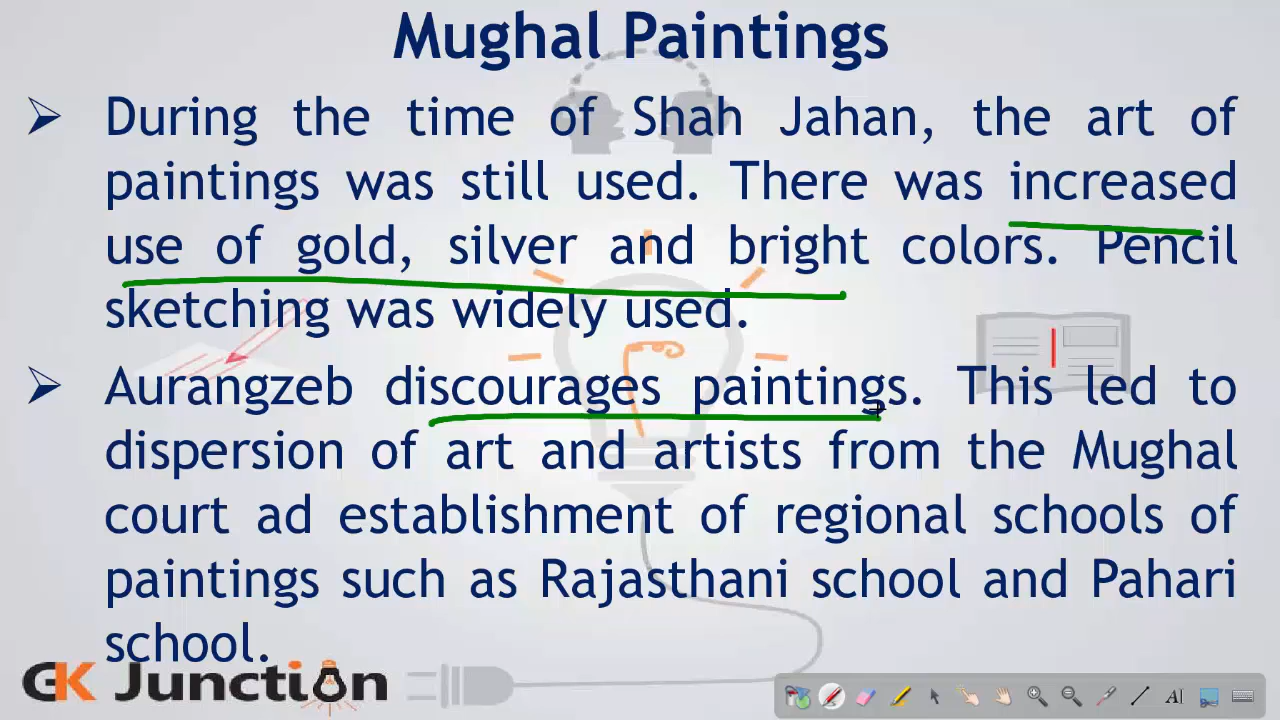 Mughal Paintings
➢ During the time of Shah Jahan, the art of
paintings was still used. There was increased
use of gold, silver and bright colors. Pencil
sketching was widely used.
➢ Aurangzeb discourages paintings. This led to
dispersion of art and artists from the Mughal
court ad establishment of regional schools of
paintings such as Rajasthani school and Pahari
school.
GK Junction
A